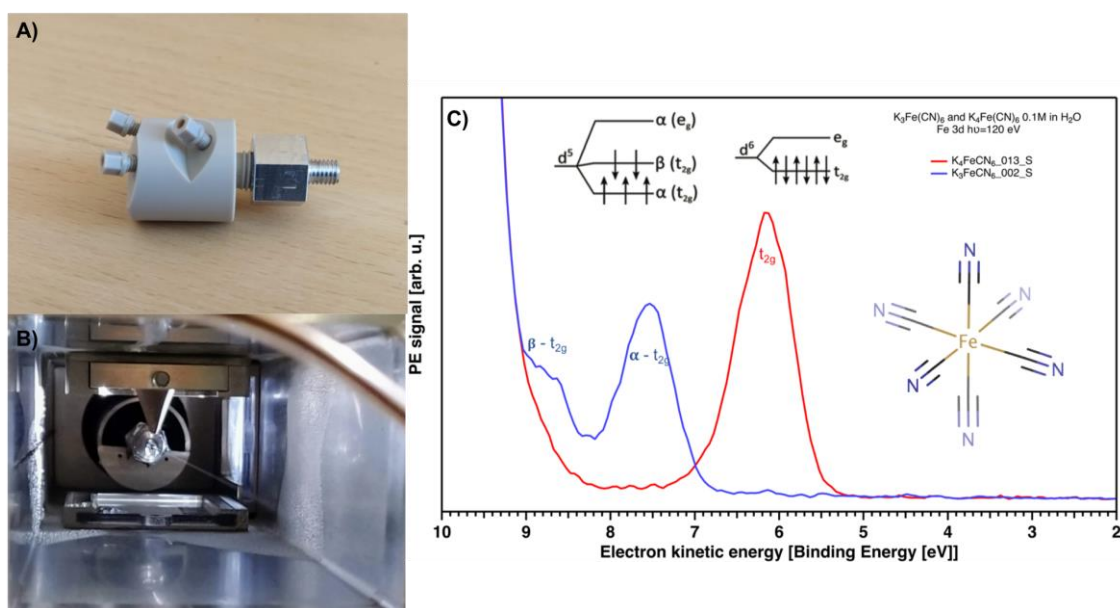 A)
B)
C)
α (eg)
d⁵
β (t₂g)
α (t₂g)
eg
d⁶
t₂g
K₃Fe(CN)₆ and K₄Fe(CN)₆ 0.1M in H₂O
Fe 3d hυ=120 eV
K₄FeCN₆_013_S
K₃FeCN₆_002_S
t₂g
β - t₂g
α - t₂g
N
N
N
Fe
N
N
N
PE signal [arb. u.]
10 9 8 7 6 5 4 3 2
Electron kinetic energy [Binding Energy [eV]]